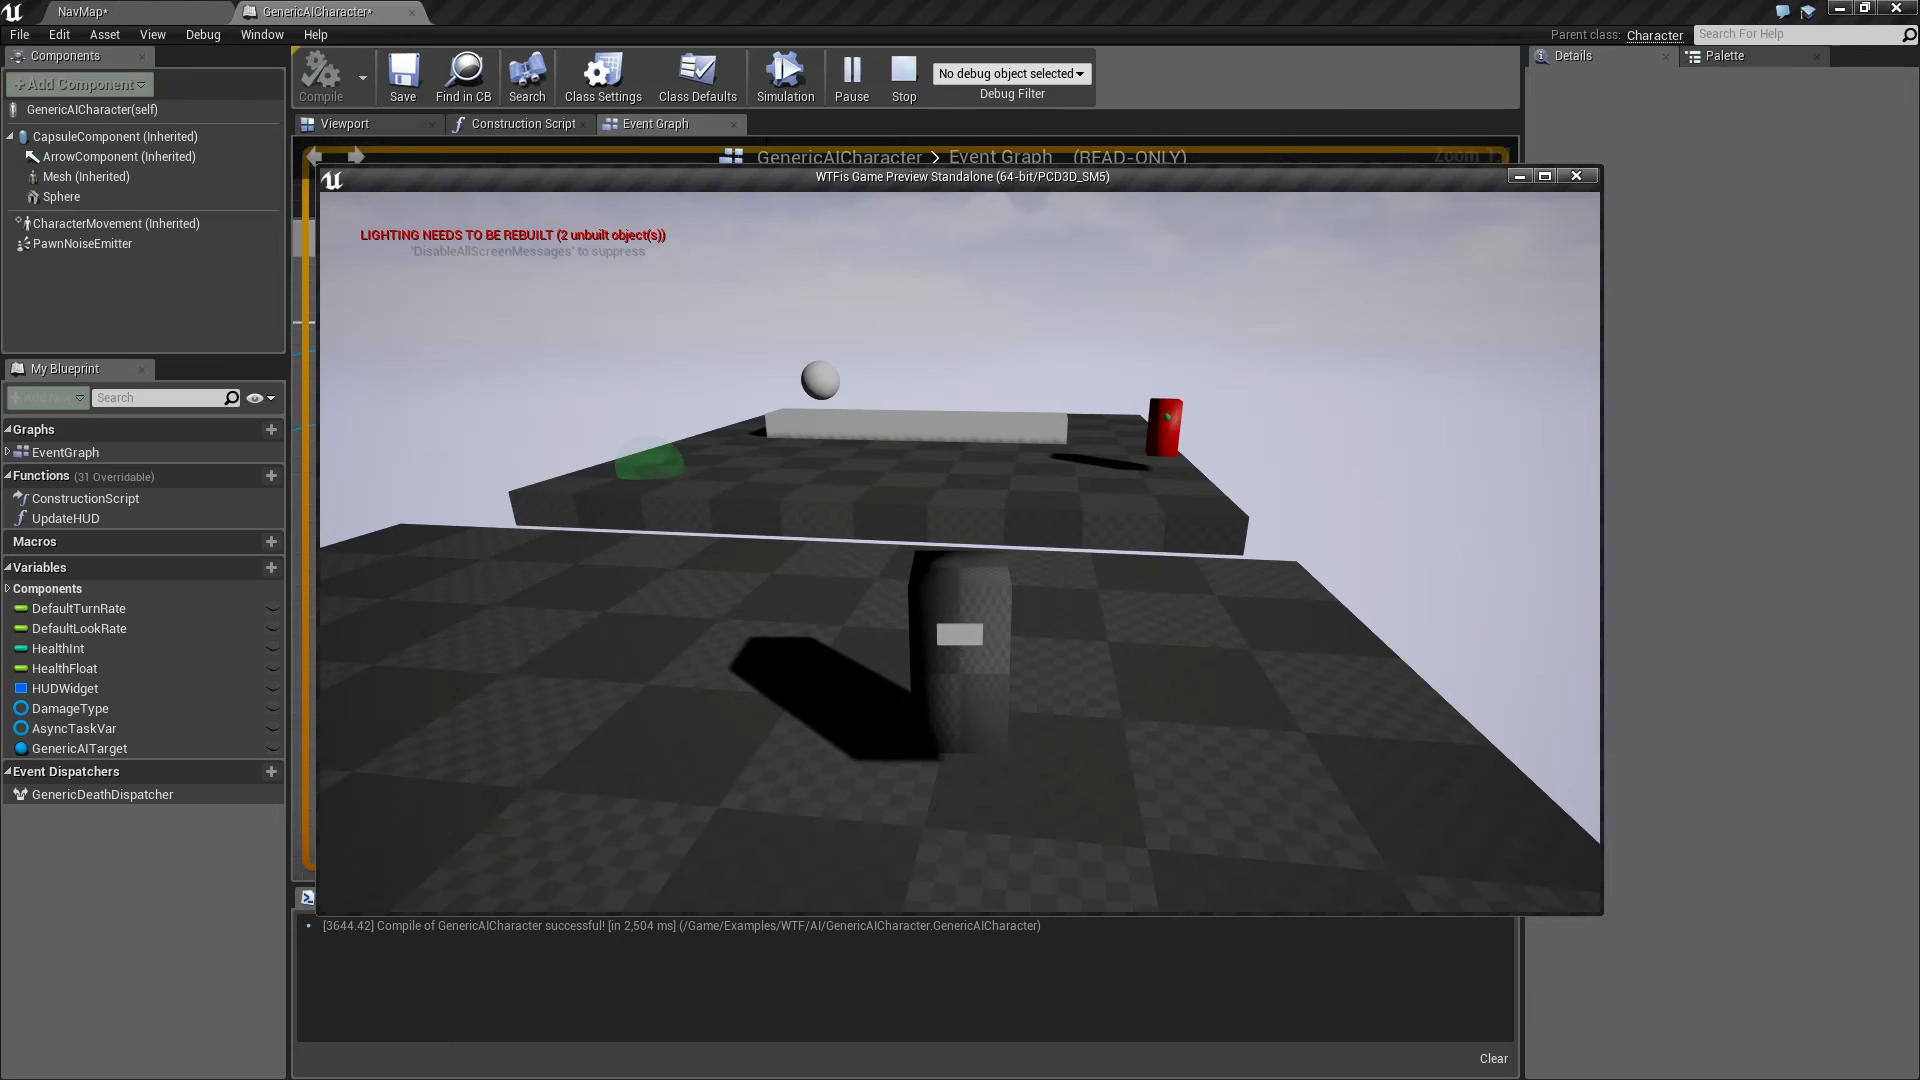 NavMap*
GenericAICharacter*
File Edit Asset View Debug Window Help
Parent class: Character
Search For Help
Components
+Add Component
GenericAICharacter(self)
CapsuleComponent (Inherited)
ArrowComponent (Inherited)
Mesh (Inherited)
Sphere
CharacterMovement (Inherited)
PawnNoiseEmitter
Compile
Save
Find in CB
Search
Class Settings
Class Defaults
Simulation
Pause
Stop
No debug object selected
Debug Filter
Details
Palette
Viewport
Construction Script
Event Graph
GenericAICharacter > Event Graph (READ-ONLY)
WTFis Game Preview Standalone (64-bit/PCD3D_SM5)
LIGHTING NEEDS TO BE REBUILT (2 unbuilt object(s))
'DisableAllScreenMessages' to suppress
My Blueprint
+ Add New
Search
Graphs
EventGraph
Functions (31 Overridable)
ConstructionScript
UpdateHUD
Macros
Variables
Components
DefaultTurnRate
DefaultLookRate
HealthInt
HealthFloat
HUDWidget
DamageType
AsyncTaskVar
GenericAITarget
Event Dispatchers
GenericDeathDispatcher
[3644.42] Compile of GenericAICharacter successful! [in 2,504 ms] (/Game/Examples/WTF/AI/GenericAICharacter.GenericAICharacter)
Clear